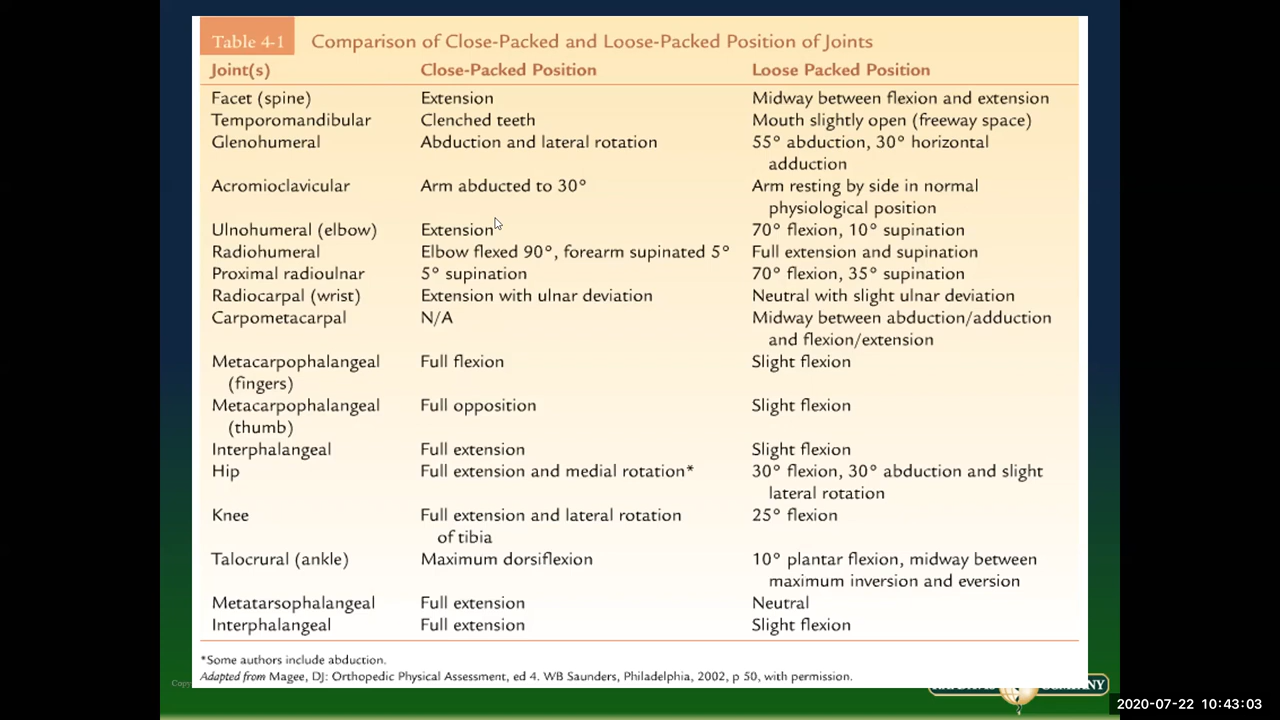 Table 4-1 Comparison of Close-Packed and Loose-Packed Position of Joints
Joint(s) Close-Packed Position Loose Packed Position
Facet (spine) Extension Midway between flexion and extension
Temporomandibular Clenched teeth Mouth slightly open (freeway space)
Glenohumeral Abduction and lateral rotation 55° abduction, 30° horizontal
adduction
Acromioclavicular Arm abducted to 30° Arm resting by side in normal
physiological position
Ulnohumeral (elbow) Extension 70° flexion, 10° supination
Radiohumeral Elbow flexed 90°, forearm supinated 5° Full extension and supination
Proximal radioulnar 5° supination 70° flexion, 35° supination
Radiocarpal (wrist) Extension with ulnar deviation Neutral with slight ulnar deviation
Carpometacarpal N/A Midway between abduction/adduction
and flexion/extension
Metacarpophalangeal Full flexion Slight flexion
(fingers)
Metacarpophalangeal Full opposition Slight flexion
(thumb)
Interphalangeal Full extension Slight flexion
Hip Full extension and medial rotation* 30° flexion, 30° abduction and slight
lateral rotation
Knee Full extension and lateral rotation 25° flexion
of tibia
Talocrural (ankle) Maximum dorsiflexion 10° plantar flexion, midway between
maximum inversion and eversion
Metatarsophalangeal Full extension Neutral
Interphalangeal Full extension Slight flexion
*Some authors include abduction.
Adapted from Magee, DJ: Orthopedic Physical Assessment, ed 4. WB Saunders, Philadelphia, 2002, p 50, with permission.
2020-07-22 10:43:03